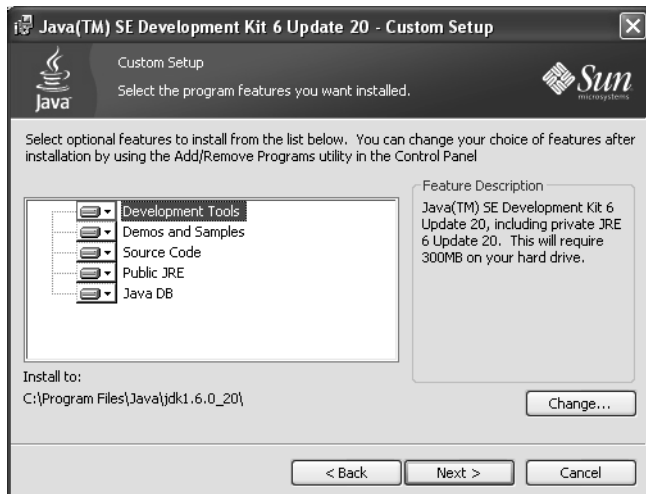 Java(TM) SE Development Kit 6 Update 20 - Custom Setup
Java
Custom Setup
Select the program features you want installed.
Sun
microsystems
Select optional features to install from the list below. You can change your choice of features after
installation by using the Add/Remove Programs utility in the Control Panel
Development Tools
Demos and Samples
Source Code
Public JRE
Java DB
Feature Description
Java(TM) SE Development Kit 6
Update 20, including private JRE
6 Update 20. This will require
300MB on your hard drive.
Install to:
C:\Program Files\Java\jdk1.6.0_20\
Change...
< Back
Next >
Cancel